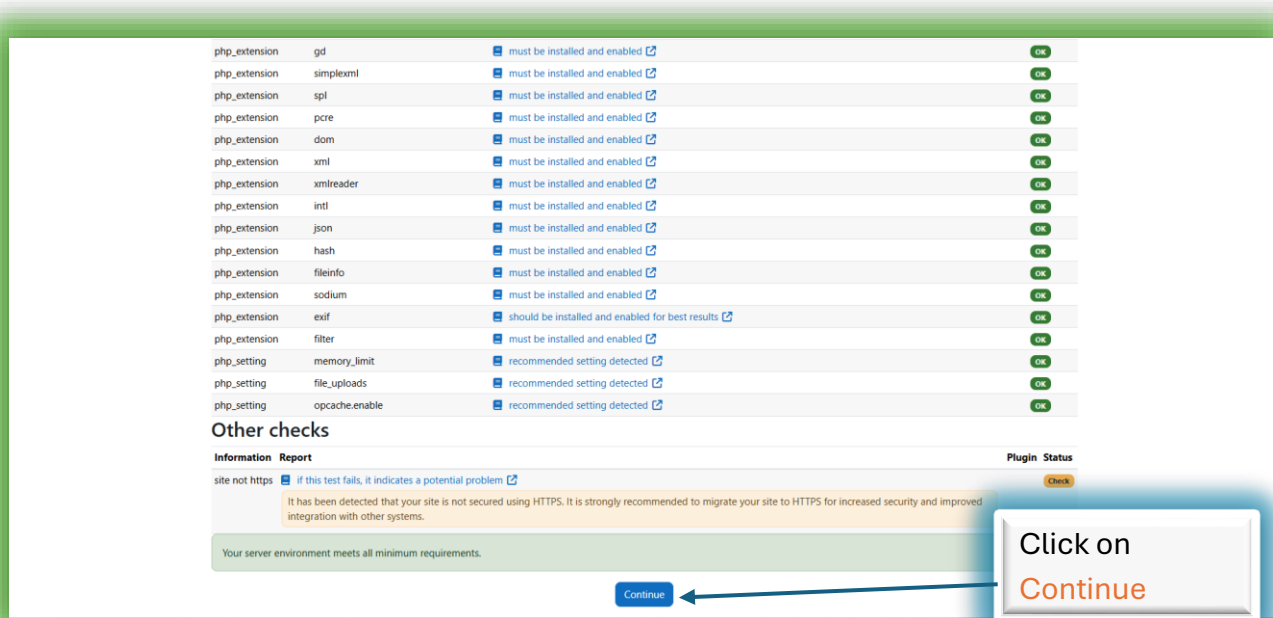 php_extension gd must be installed and enabled OK
php_extension simplexml must be installed and enabled OK
php_extension spl must be installed and enabled OK
php_extension pcre must be installed and enabled OK
php_extension dom must be installed and enabled OK
php_extension xml must be installed and enabled OK
php_extension xmlreader must be installed and enabled OK
php_extension intl must be installed and enabled OK
php_extension json must be installed and enabled OK
php_extension hash must be installed and enabled OK
php_extension fileinfo must be installed and enabled OK
php_extension sodium must be installed and enabled OK
php_extension exif should be installed and enabled for best results OK
php_extension filter must be installed and enabled OK
php_setting memory_limit recommended setting detected OK
php_setting file_uploads recommended setting detected OK
php_setting opcache.enable recommended setting detected OK
Other checks
Information Report Plugin Status
site not https if this test fails, it indicates a potential problem Check
It has been detected that your site is not secured using HTTPS. It is strongly recommended to migrate your site to HTTPS for increased security and improved
integration with other systems.
Your server environment meets all minimum requirements.
Continue
Click on
Continue